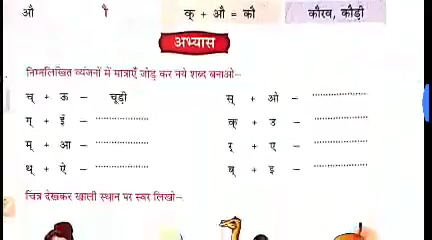 औ ौ क् + औ = कौ कौरव, कौड़ी
अभ्यास
निम्नलिखित व्यंजनों में मात्राएँ जोड़ कर नये शब्द बनाओ–
च् + ऊ – चूड़ी स् + ओ – ...................
ग् + ई – .................. क् + उ – ...................
म् + आ – .................. र् + ए – ...................
थ् + ऐ – .................. व् + इ – ...................
चित्र देखकर खाली स्थान पर स्वर लिखो–